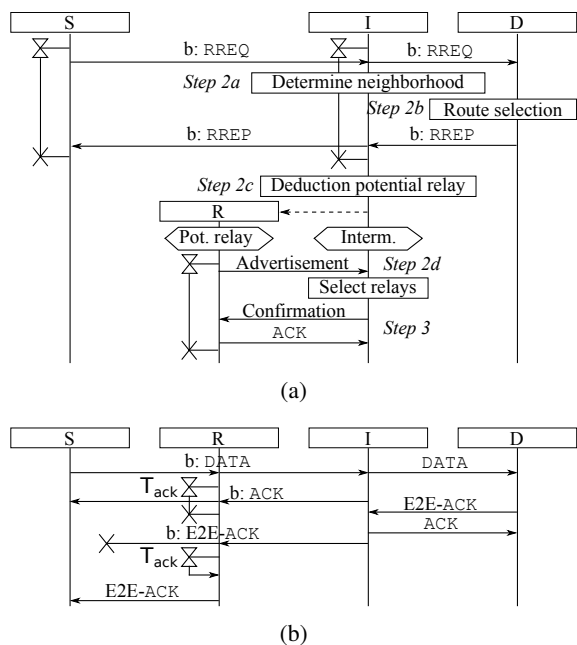 S I D
b: RREQ b: RREQ
Step 2a Determine neighborhood
Step 2b Route selection
b: RREP b: RREP
Step 2c Deduction potential relay
R
Pot. relay Interm.
Advertisement Step 2d
Select relays
Confirmation
Step 3
ACK
(a)
S R I D
b: DATA DATA
Tack b: ACK
E2E-ACK
b: E2E-ACK ACK
Tack
E2E-ACK
(b)